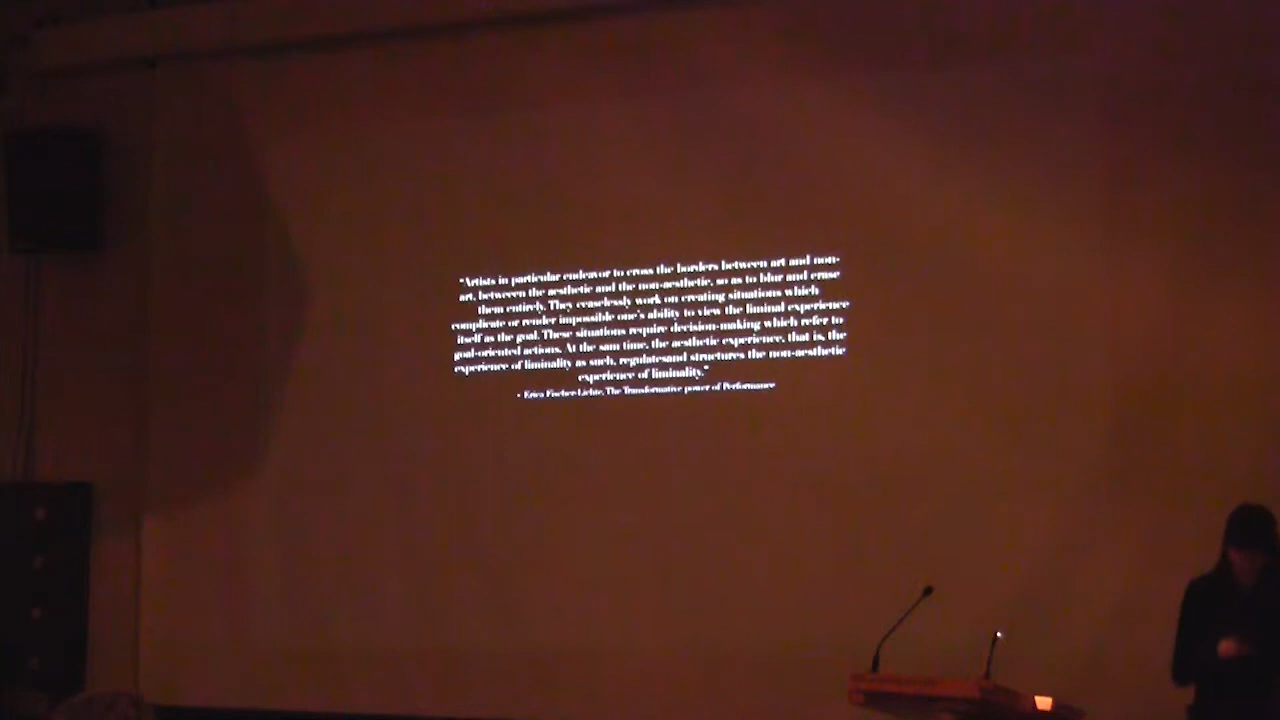 "Artists in particular endeavor to cross the borders between art and non-
art, between the aesthetic and the non-aesthetic, so as to blur and erase
them entirely. They ceaselessly work on creating situations which
complicate or render impossible one's ability to view the liminal experience
itself as the goal. These situations require decision-making which refer to
goal-oriented actions. At the sam time, the aesthetic experience, that is, the
experience of liminality as such, regulatesand structures the non-aesthetic
experience of liminality."
- Erica Fischer-Lichte, The Transformative power of Performance